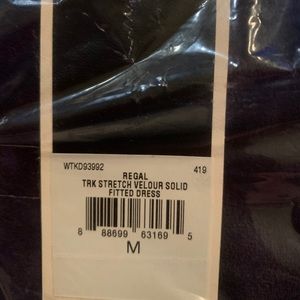 WTKD93992 419
REGAL
TRK STRETCH VELOUR SOLID
FITTED DRESS
8 88699 63169 5
M